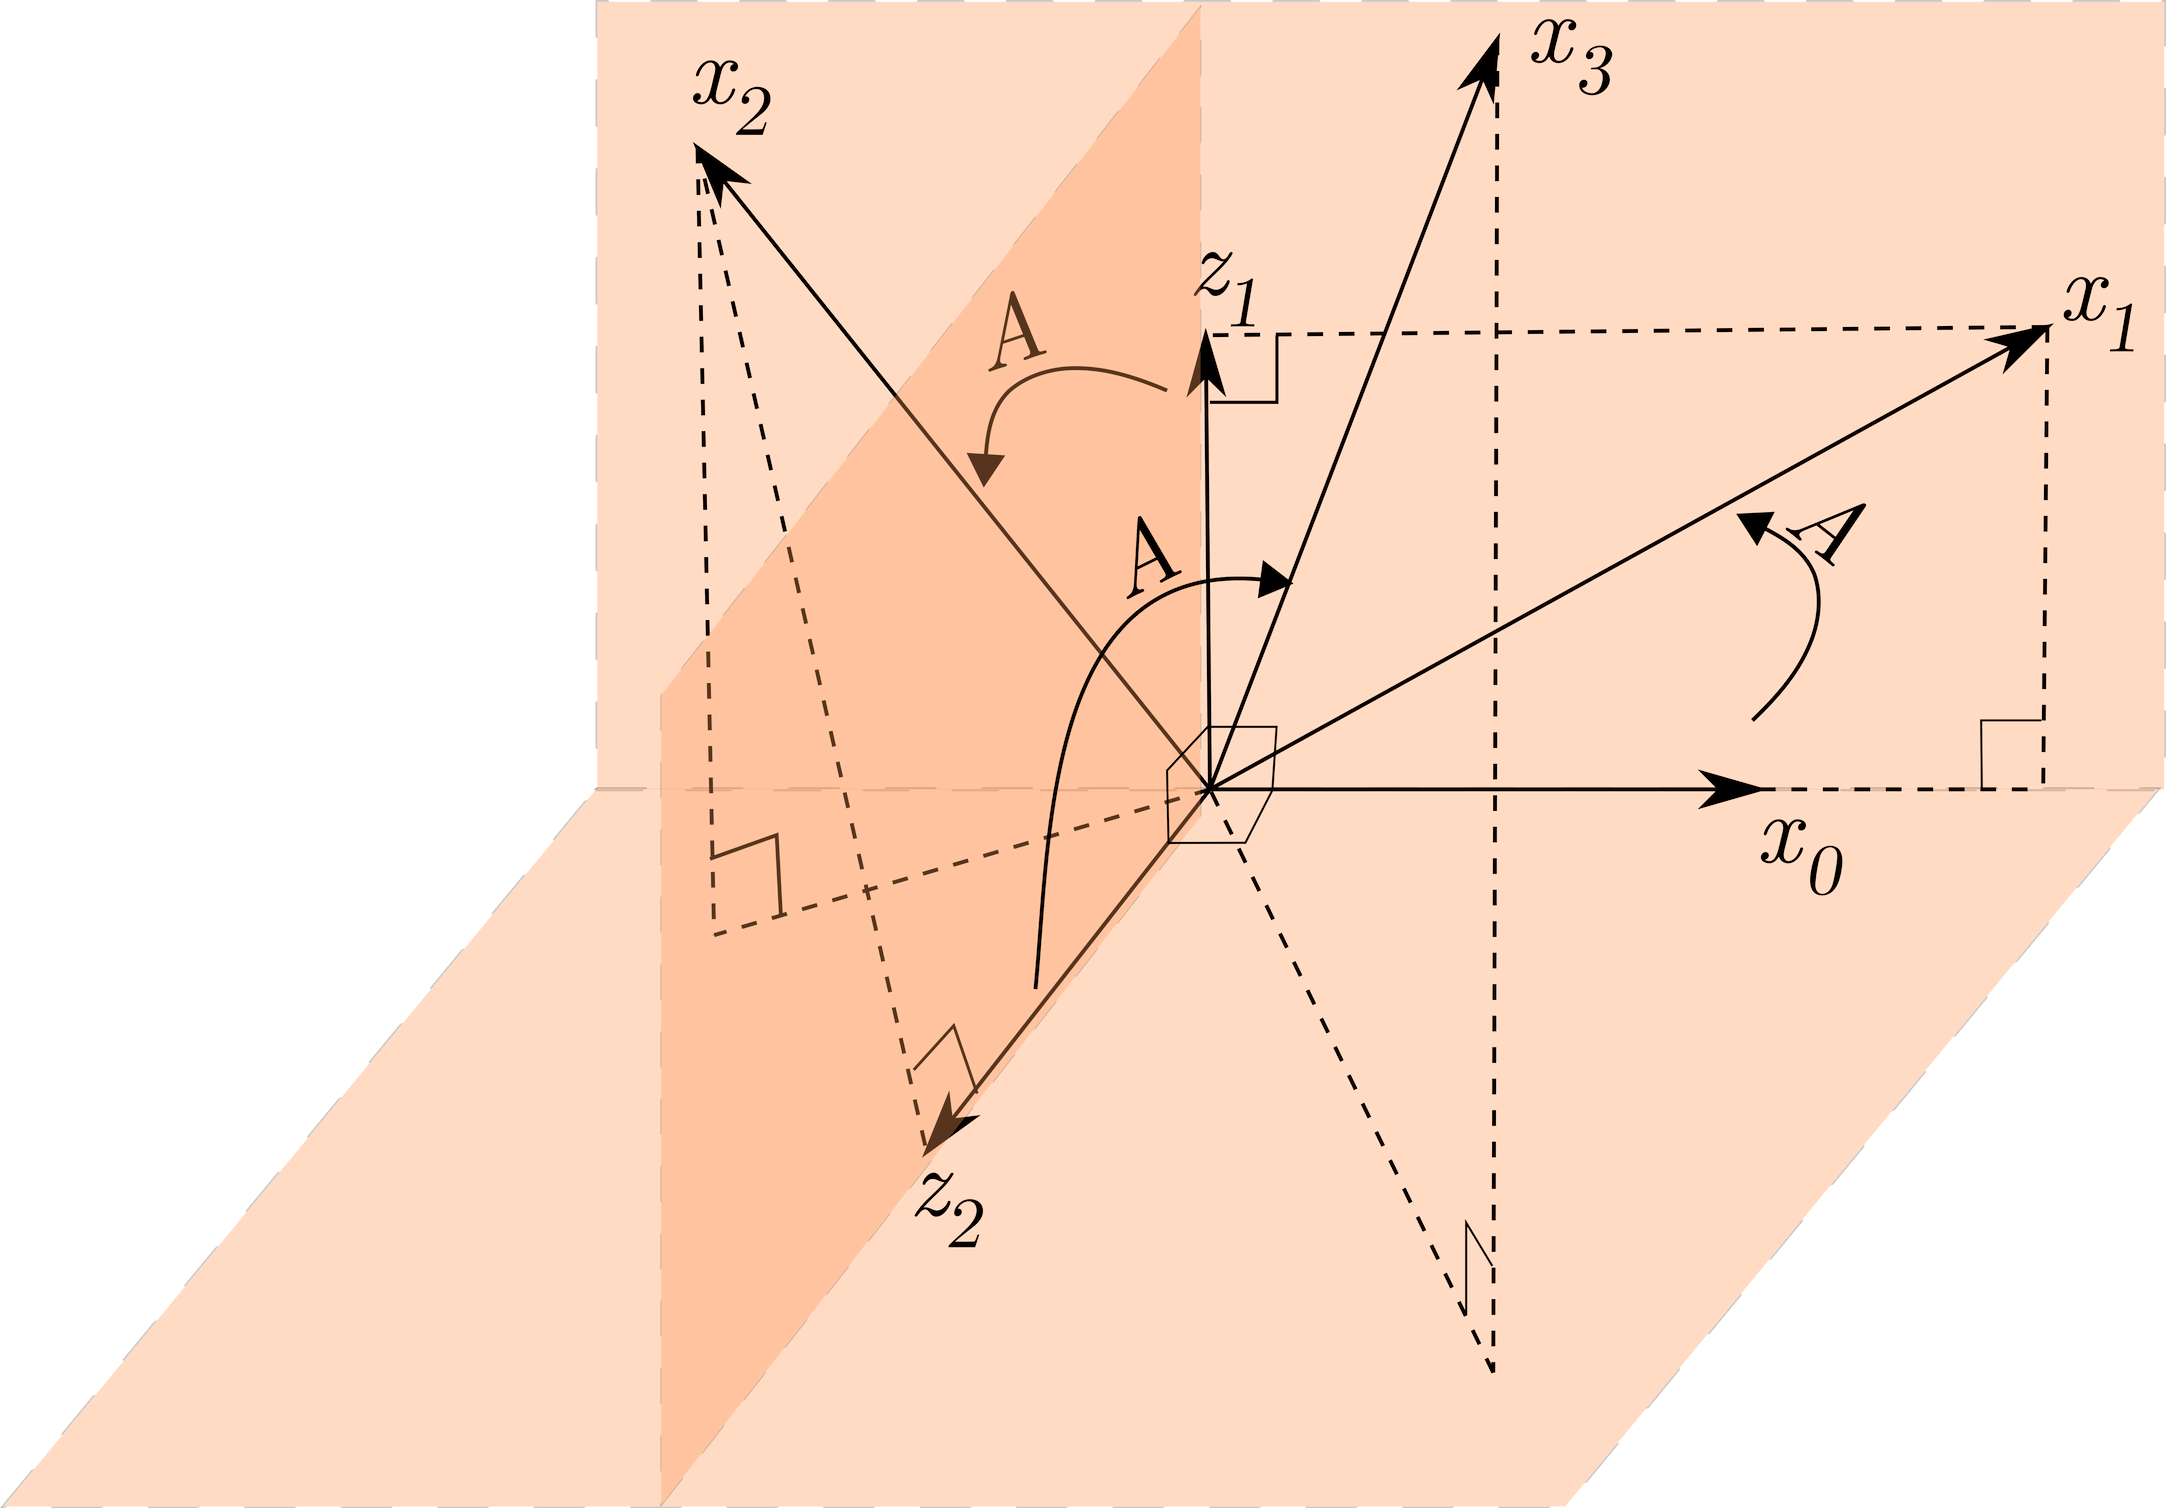 x₃
x₂
z₁
x₁
A
A
A
x₀
z₂